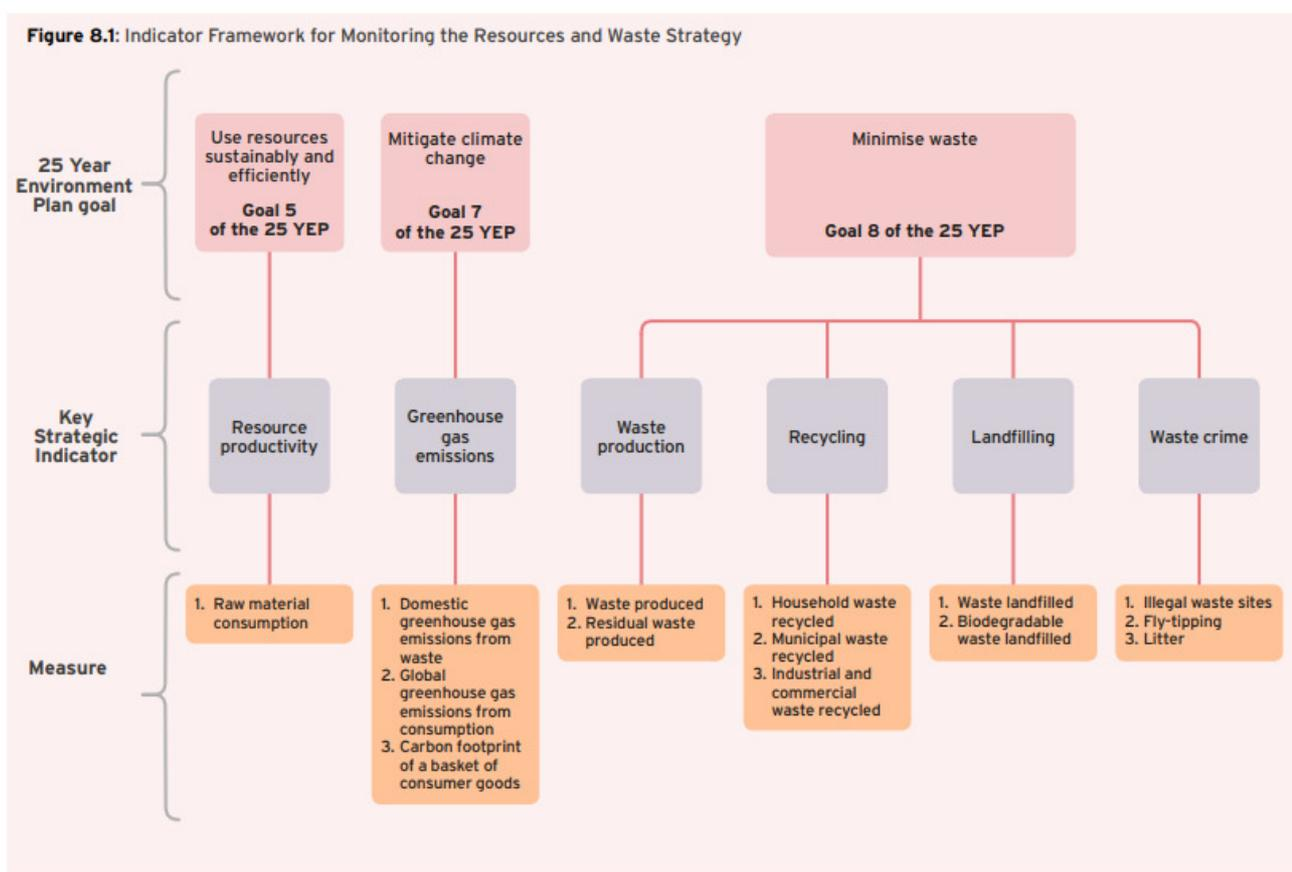 Figure 8.1: Indicator Framework for Monitoring the Resources and Waste Strategy
25 Year
Environment
Plan goal
Use resources
sustainably and
efficiently
Goal 5
of the 25 YEP
Mitigate climate
change
Goal 7
of the 25 YEP
Minimise waste
Goal 8 of the 25 YEP
Key
Strategic
Indicator
Resource
productivity
Greenhouse
gas
emissions
Waste
production
Recycling
Landfilling
Waste crime
Measure
1. Raw material
consumption
1. Domestic
greenhouse gas
emissions from
waste
2. Global
greenhouse gas
emissions from
consumption
3. Carbon footprint
of a basket of
consumer goods
1. Waste produced
2. Residual waste
produced
1. Household waste
recycled
2. Municipal waste
recycled
3. Industrial and
commercial
waste recycled
1. Waste landfilled
2. Biodegradable
waste landfilled
1. Illegal waste sites
2. Fly-tipping
3. Litter